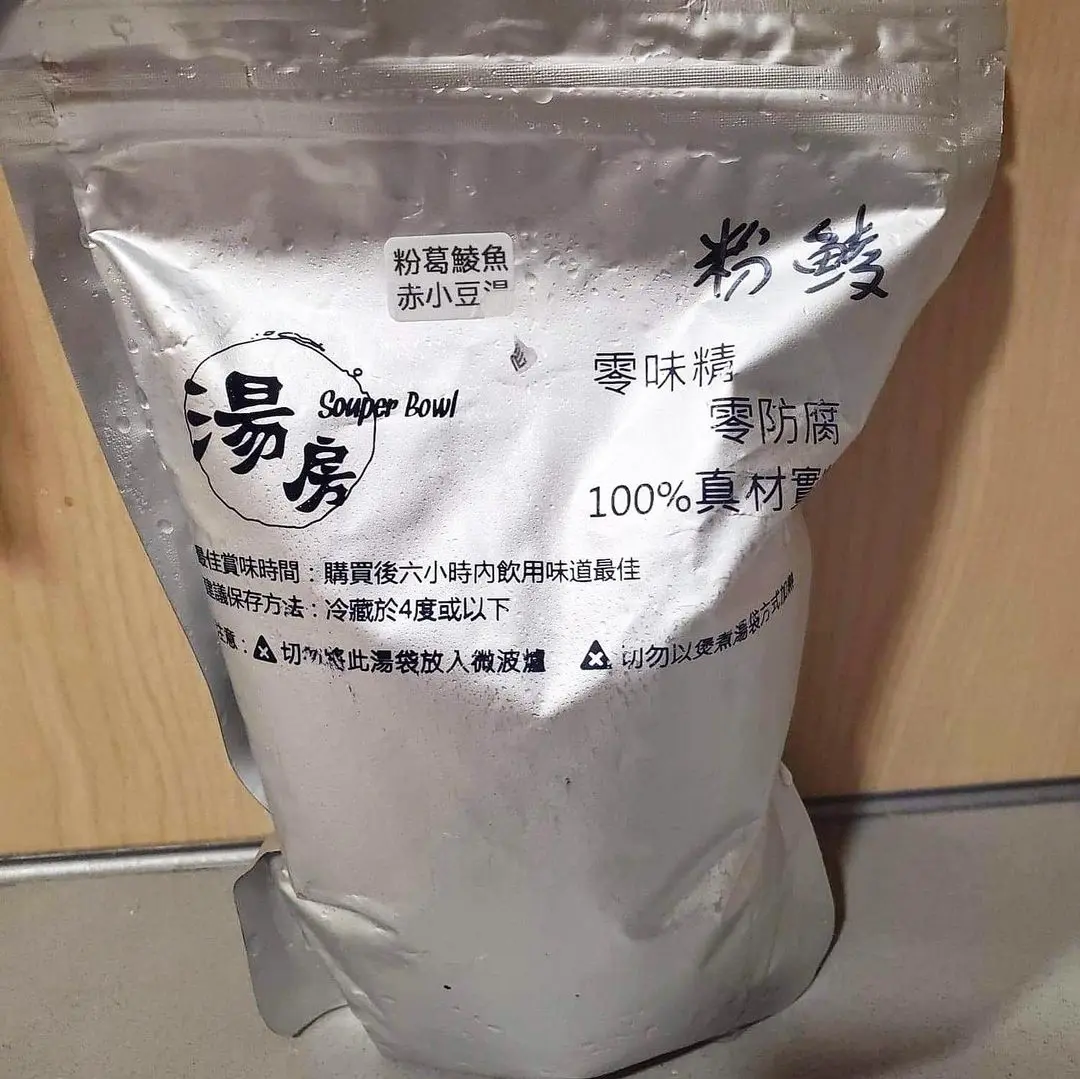 粉葛鯪魚
赤小豆湯
粉鯪
湯房
Souper Bowl
零味精
零防腐
100%真材實
最佳賞味時間：購買後六小時內飲用味道最佳
建議保存方法：冷藏於4度或以下
注意：切勿將此湯袋放入微波爐 切勿以煲煮湯袋方式加熱